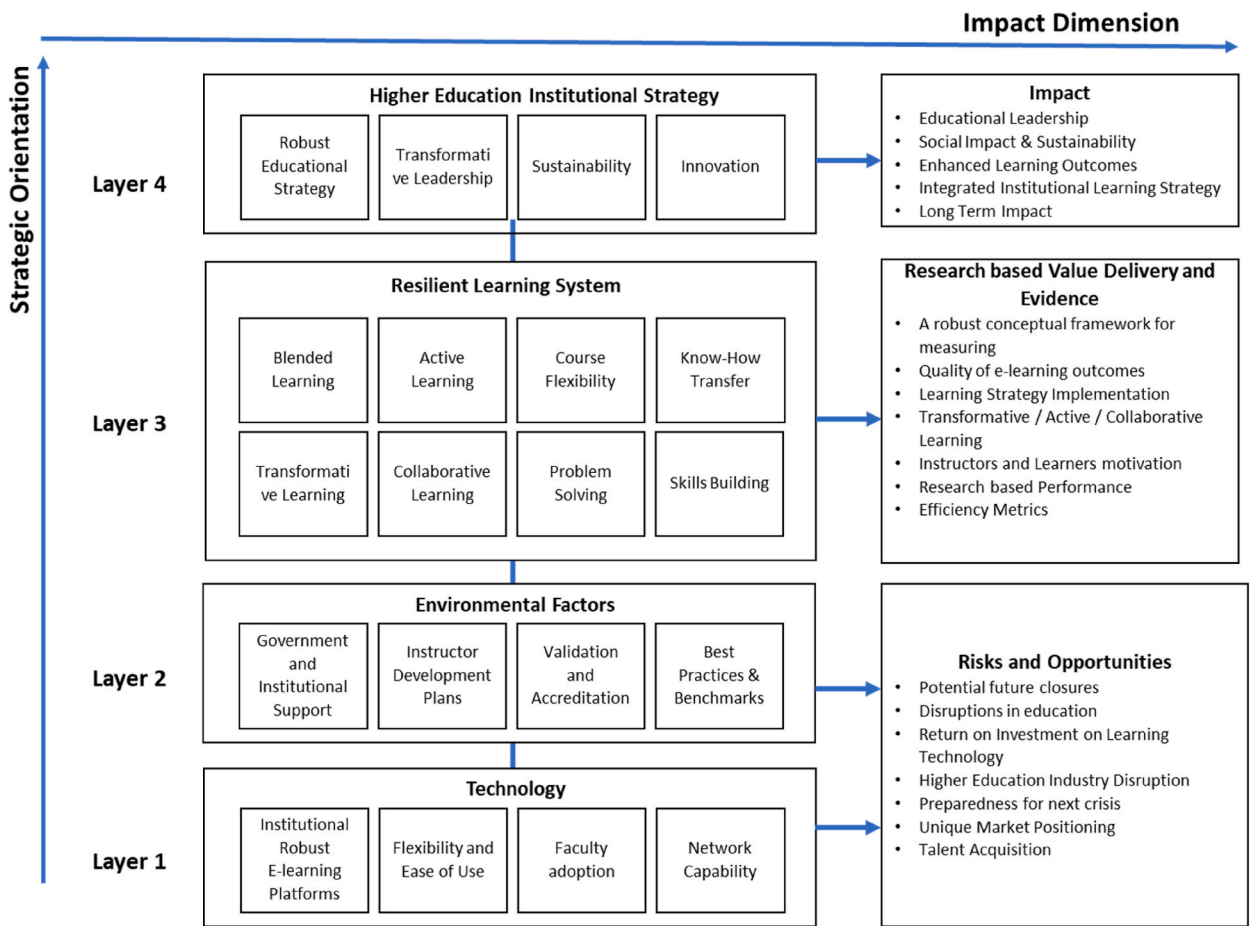 Impact Dimension
Strategic Orientation
Layer 4
Higher Education Institutional Strategy
Robust
Educational
Strategy
Transformati
ve Leadership
Sustainability
Innovation
Impact
• Educational Leadership
• Social Impact & Sustainability
• Enhanced Learning Outcomes
• Integrated Institutional Learning Strategy
• Long Term Impact
Layer 3
Resilient Learning System
Blended
Learning
Active
Learning
Course
Flexibility
Know-How
Transfer
Transformati
ve Learning
Collaborative
Learning
Problem
Solving
Skills Building
Research based Value Delivery and
Evidence
• A robust conceptual framework for
measuring
• Quality of e-learning outcomes
• Learning Strategy Implementation
• Transformative / Active / Collaborative
Learning
• Instructors and Learners motivation
• Research based Performance
• Efficiency Metrics
Layer 2
Environmental Factors
Government
and
Institutional
Support
Instructor
Development
Plans
Validation
and
Accreditation
Best
Practices &
Benchmarks
Layer 1
Technology
Institutional
Robust
E-learning
Platforms
Flexibility and
Ease of Use
Faculty
adoption
Network
Capability
Risks and Opportunities
• Potential future closures
• Disruptions in education
• Return on Investment on Learning
Technology
• Higher Education Industry Disruption
• Preparedness for next crisis
• Unique Market Positioning
• Talent Acquisition